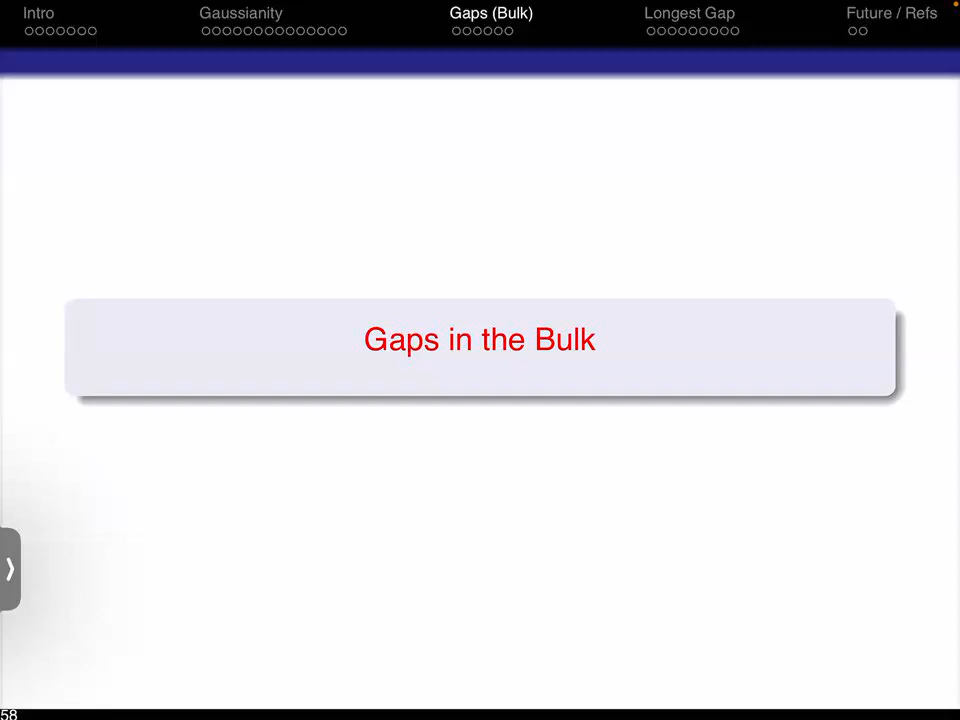 Intro Gaussianity Gaps (Bulk) Longest Gap Future / Refs
Gaps in the Bulk
58